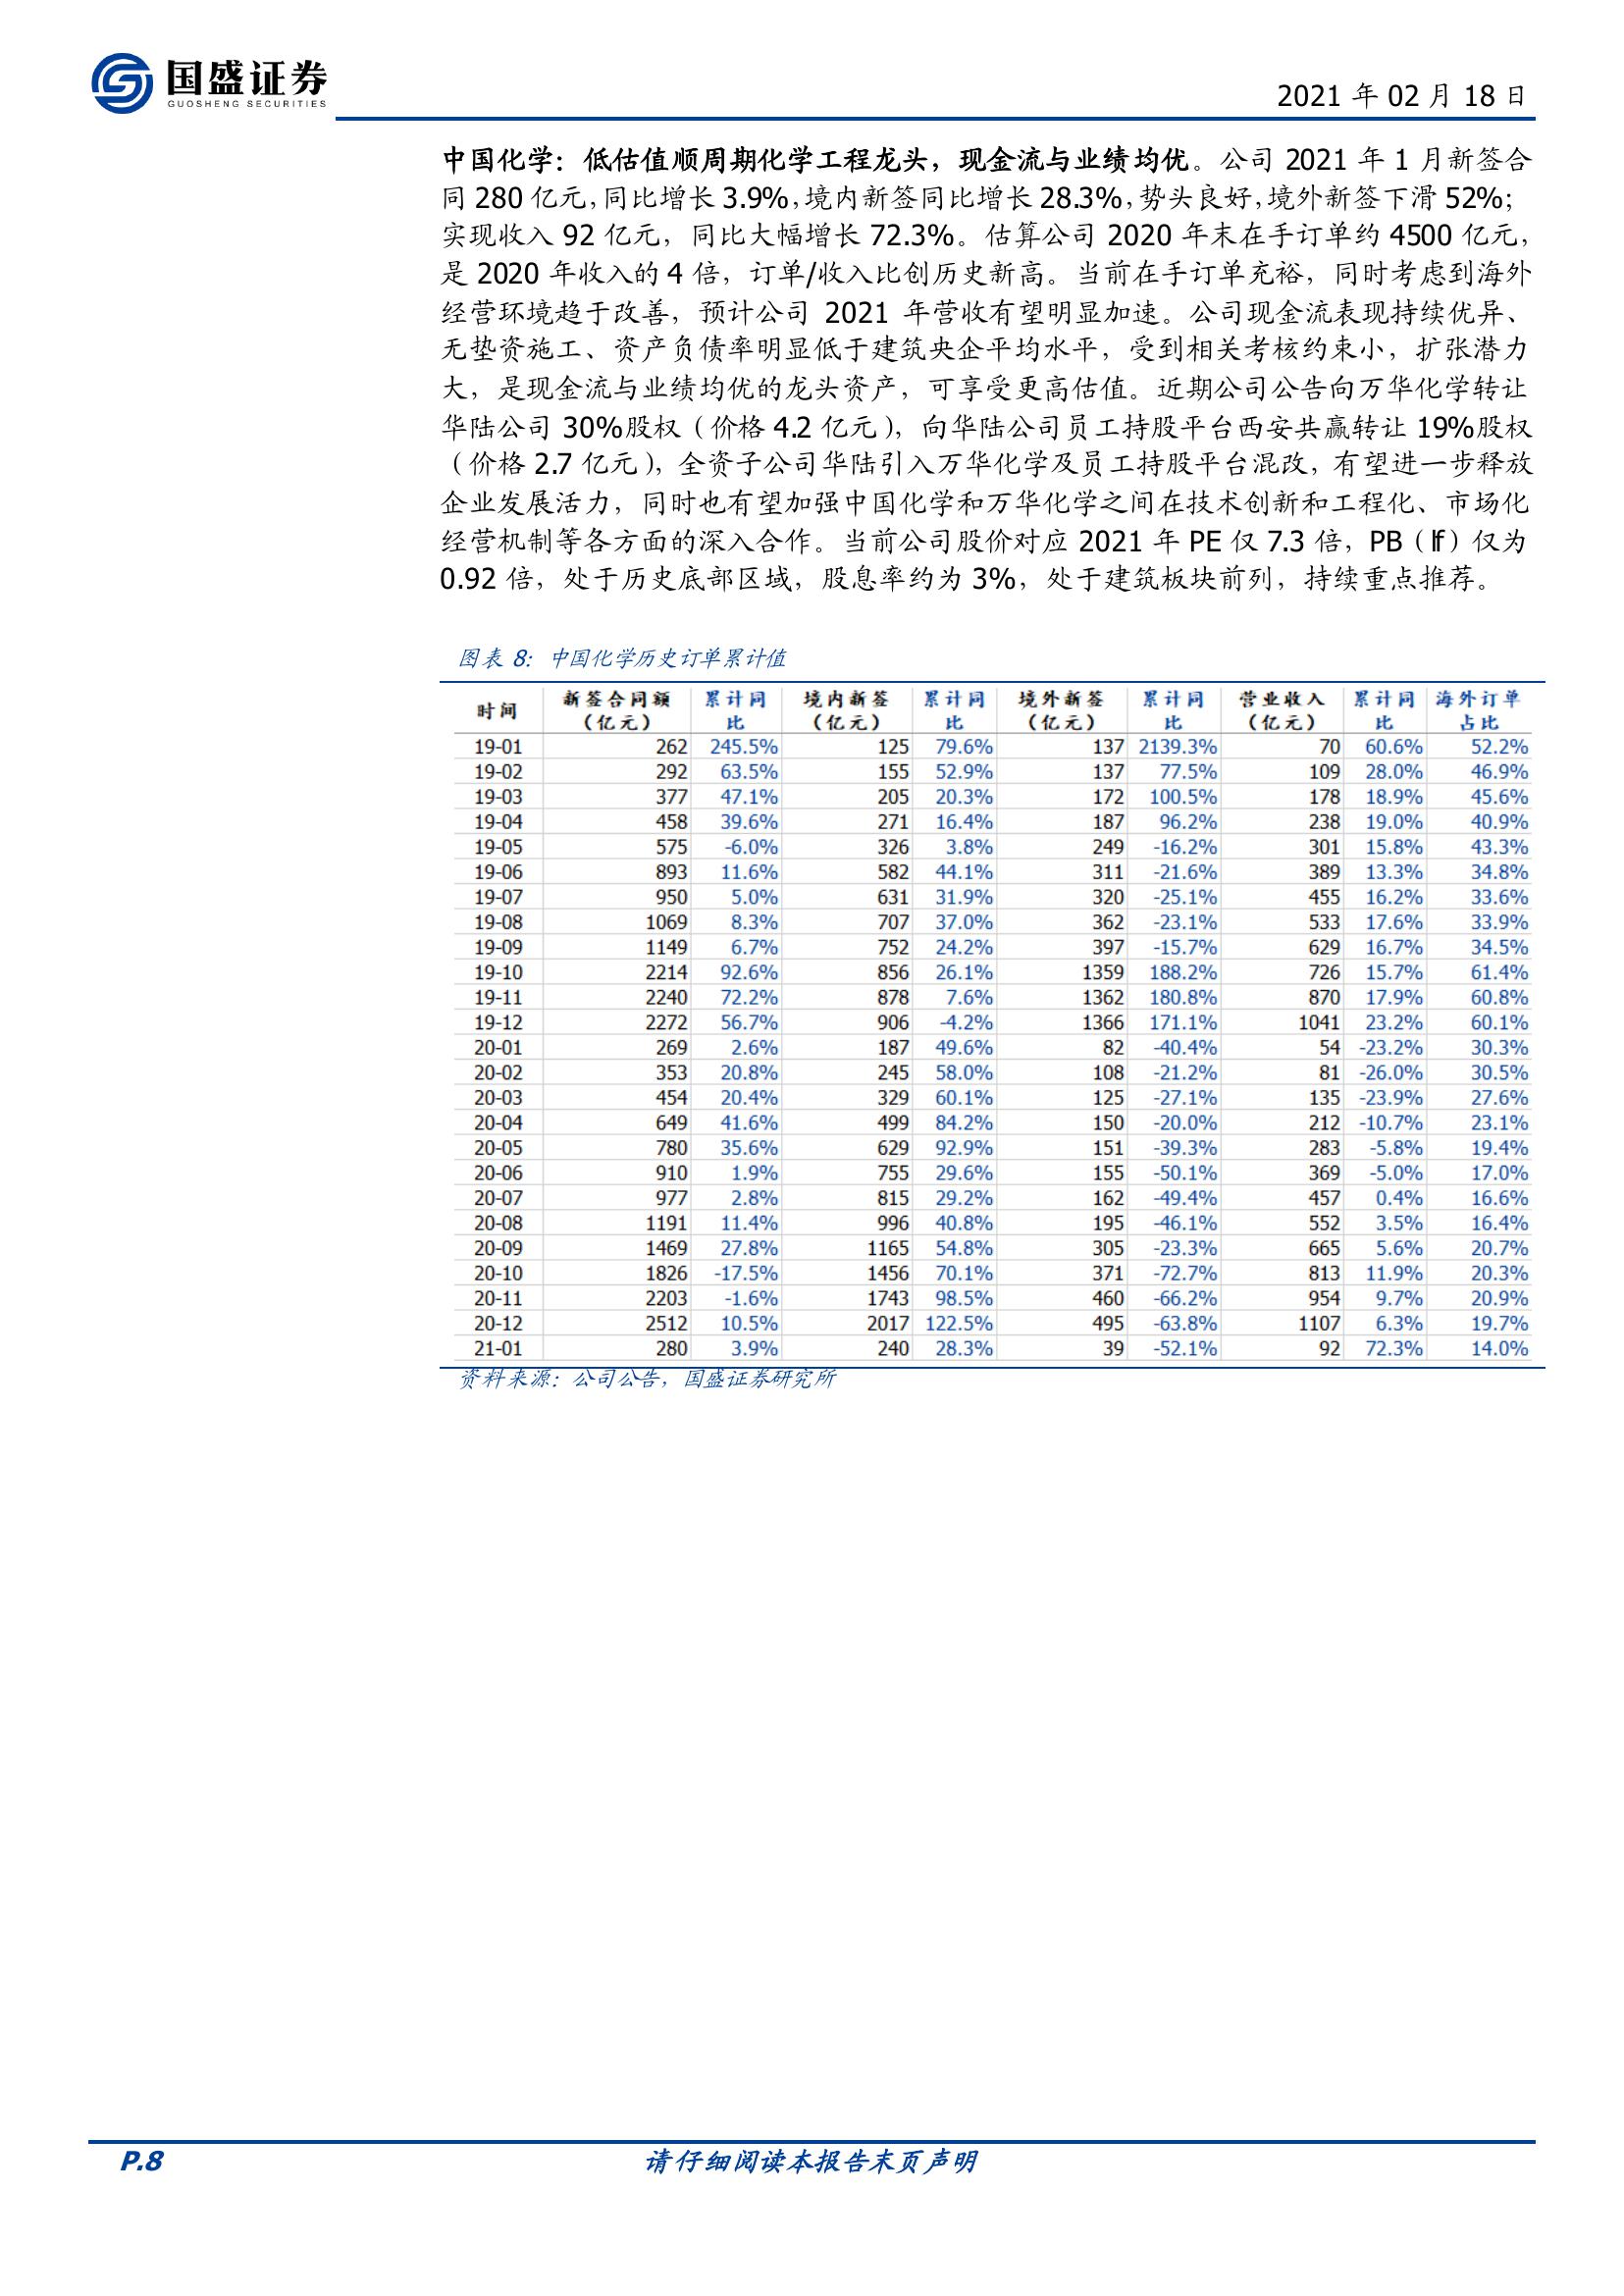 国盛证券
GUOSHENG SECURITIES
2021 年 02 月 18 日
中国化学：低估值顺周期化学工程龙头，现金流与业绩均优。公司 2021 年 1 月新签合
同 280 亿元，同比增长 3.9%，境内新签同比增长 28.3%，势头良好，境外新签下滑 52%；
实现收入 92 亿元，同比大幅增长 72.3%。估算公司 2020 年末在手订单约 4500 亿元，
是 2020 年收入的 4 倍，订单/收入比创历史新高。当前在手订单充裕，同时考虑到海外
经营环境趋于改善，预计公司 2021 年营收有望明显加速。公司现金流表现持续优异、
无垫资施工、资产负债率明显低于建筑央企平均水平，受到相关考核约束小，扩张潜力
大，是现金流与业绩均优的龙头资产，可享受更高估值。近期公司公告向万华化学转让
华陆公司 30%股权（价格 4.2 亿元），向华陆公司员工持股平台西安共赢转让 19%股权
（价格 2.7 亿元），全资子公司华陆引入万华化学及员工持股平台混改，有望进一步释放
企业发展活力，同时也有望加强中国化学和万华化学之间在技术创新和工程化、市场化
经营机制等各方面的深入合作。当前公司股价对应 2021 年 PE 仅 7.3 倍，PB（lf）仅为
0.92 倍，处于历史底部区域，股息率约为 3%，处于建筑板块前列，持续重点推荐。
图表 8：中国化学历史订单累计值
时间 新签合同额（亿元） 累计同比 境内新签（亿元） 累计同比 境外新签（亿元） 累计同比 营业收入（亿元） 累计同比 海外订单占比
19-01 262 245.5% 125 79.6% 137 2139.3% 70 60.6% 52.2%
19-02 292 63.5% 155 52.9% 137 77.5% 109 28.0% 46.9%
19-03 377 47.1% 205 20.3% 172 100.5% 178 18.9% 45.6%
19-04 458 39.6% 271 16.4% 187 96.2% 238 19.0% 40.9%
19-05 575 -6.0% 326 3.8% 249 -16.2% 301 15.8% 43.3%
19-06 893 11.6% 582 44.1% 311 -21.6% 389 13.3% 34.8%
19-07 950 5.0% 631 31.9% 320 -25.1% 455 16.2% 33.6%
19-08 1069 8.3% 707 37.0% 362 -23.1% 533 17.6% 33.9%
19-09 1149 6.7% 752 24.2% 397 -15.7% 629 16.7% 34.5%
19-10 2214 92.6% 856 26.1% 1359 188.2% 726 15.7% 61.4%
19-11 2240 72.2% 878 7.6% 1362 180.8% 870 17.9% 60.8%
19-12 2272 56.7% 906 -4.2% 1366 171.1% 1041 23.2% 60.1%
20-01 269 2.6% 187 49.6% 82 -40.4% 54 -23.2% 30.3%
20-02 353 20.8% 245 58.0% 108 -21.2% 81 -26.0% 30.5%
20-03 454 20.4% 329 60.1% 125 -27.1% 135 -23.9% 27.6%
20-04 649 41.6% 499 84.2% 150 -20.0% 212 -10.7% 23.1%
20-05 780 35.6% 629 92.9% 151 -39.3% 283 -5.8% 19.4%
20-06 910 1.9% 755 29.6% 155 -50.1% 369 -5.0% 17.0%
20-07 977 2.8% 815 29.2% 162 -49.4% 457 0.4% 16.6%
20-08 1191 11.4% 996 40.8% 195 -46.1% 552 3.5% 16.4%
20-09 1469 27.8% 1165 54.8% 305 -23.3% 665 5.6% 20.7%
20-10 1826 -17.5% 1456 70.1% 371 -72.7% 813 11.9% 20.3%
20-11 2203 -1.6% 1743 98.5% 460 -66.2% 954 9.7% 20.9%
20-12 2512 10.5% 2017 122.5% 495 -63.8% 1107 6.3% 19.7%
21-01 280 3.9% 240 28.3% 39 -52.1% 92 72.3% 14.0%
资料来源：公司公告，国盛证券研究所
P.8 请仔细阅读本报告末页声明